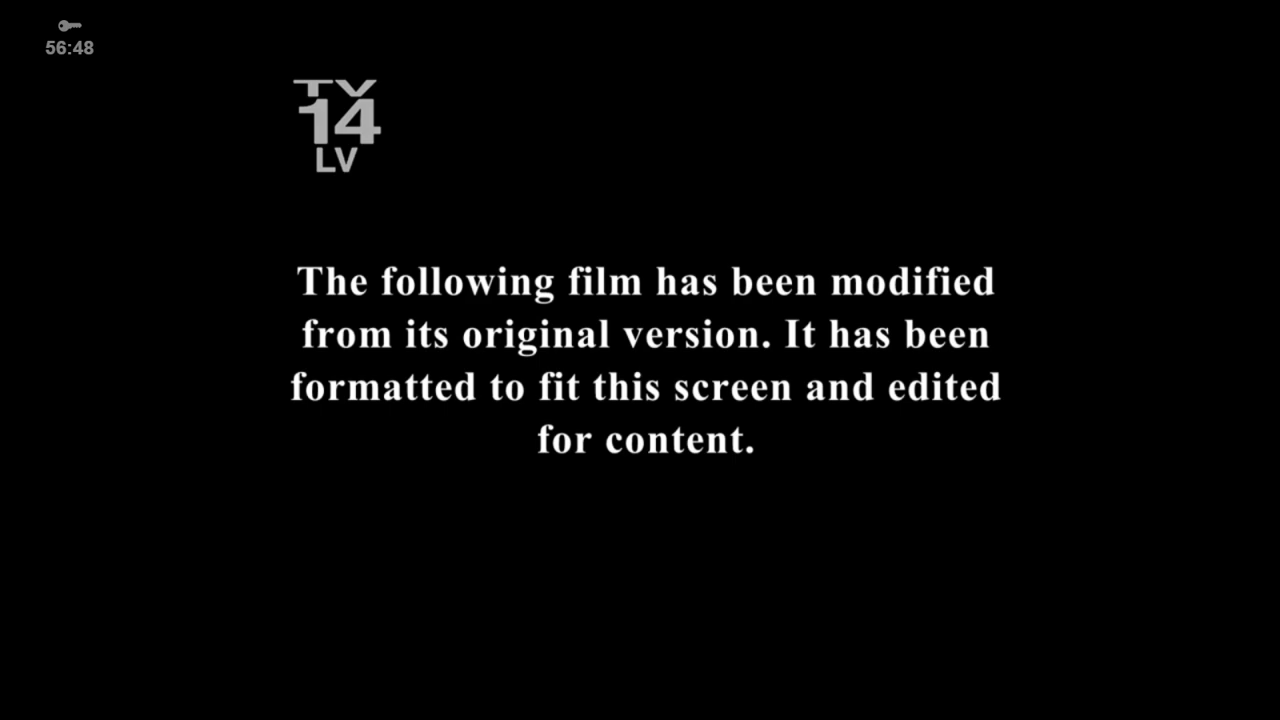 56:48
TV
14
LV
The following film has been modified
from its original version. It has been
formatted to fit this screen and edited
for content.